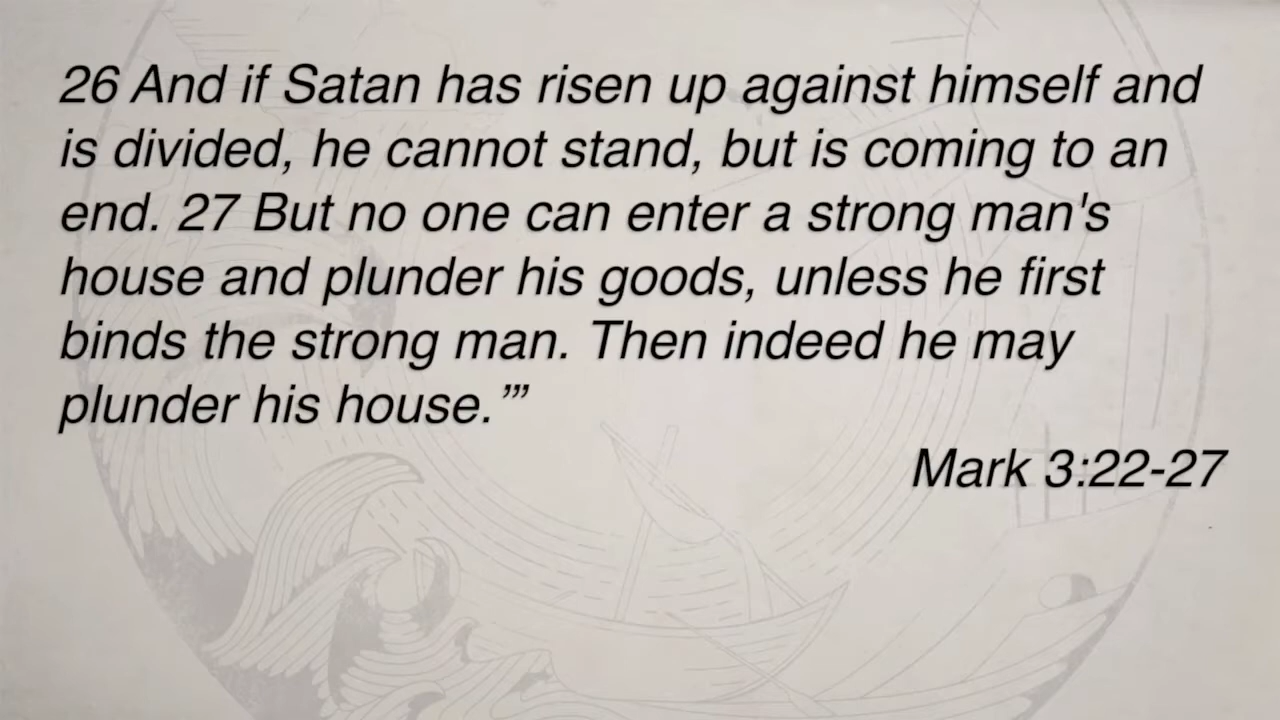 26 And if Satan has risen up against himself and
is divided, he cannot stand, but is coming to an
end. 27 But no one can enter a strong man's
house and plunder his goods, unless he first
binds the strong man. Then indeed he may
plunder his house.’”
Mark 3:22-27